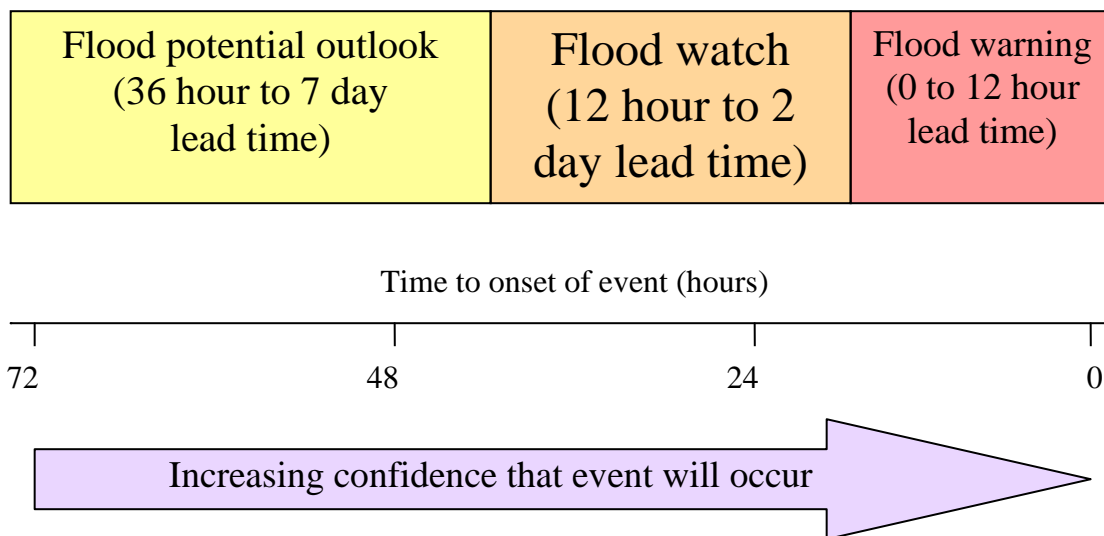 Flood potential outlook
(36 hour to 7 day
lead time)
Flood watch
(12 hour to 2
day lead time)
Flood warning
(0 to 12 hour
lead time)
Time to onset of event (hours)
72
48
24
0
Increasing confidence that event will occur